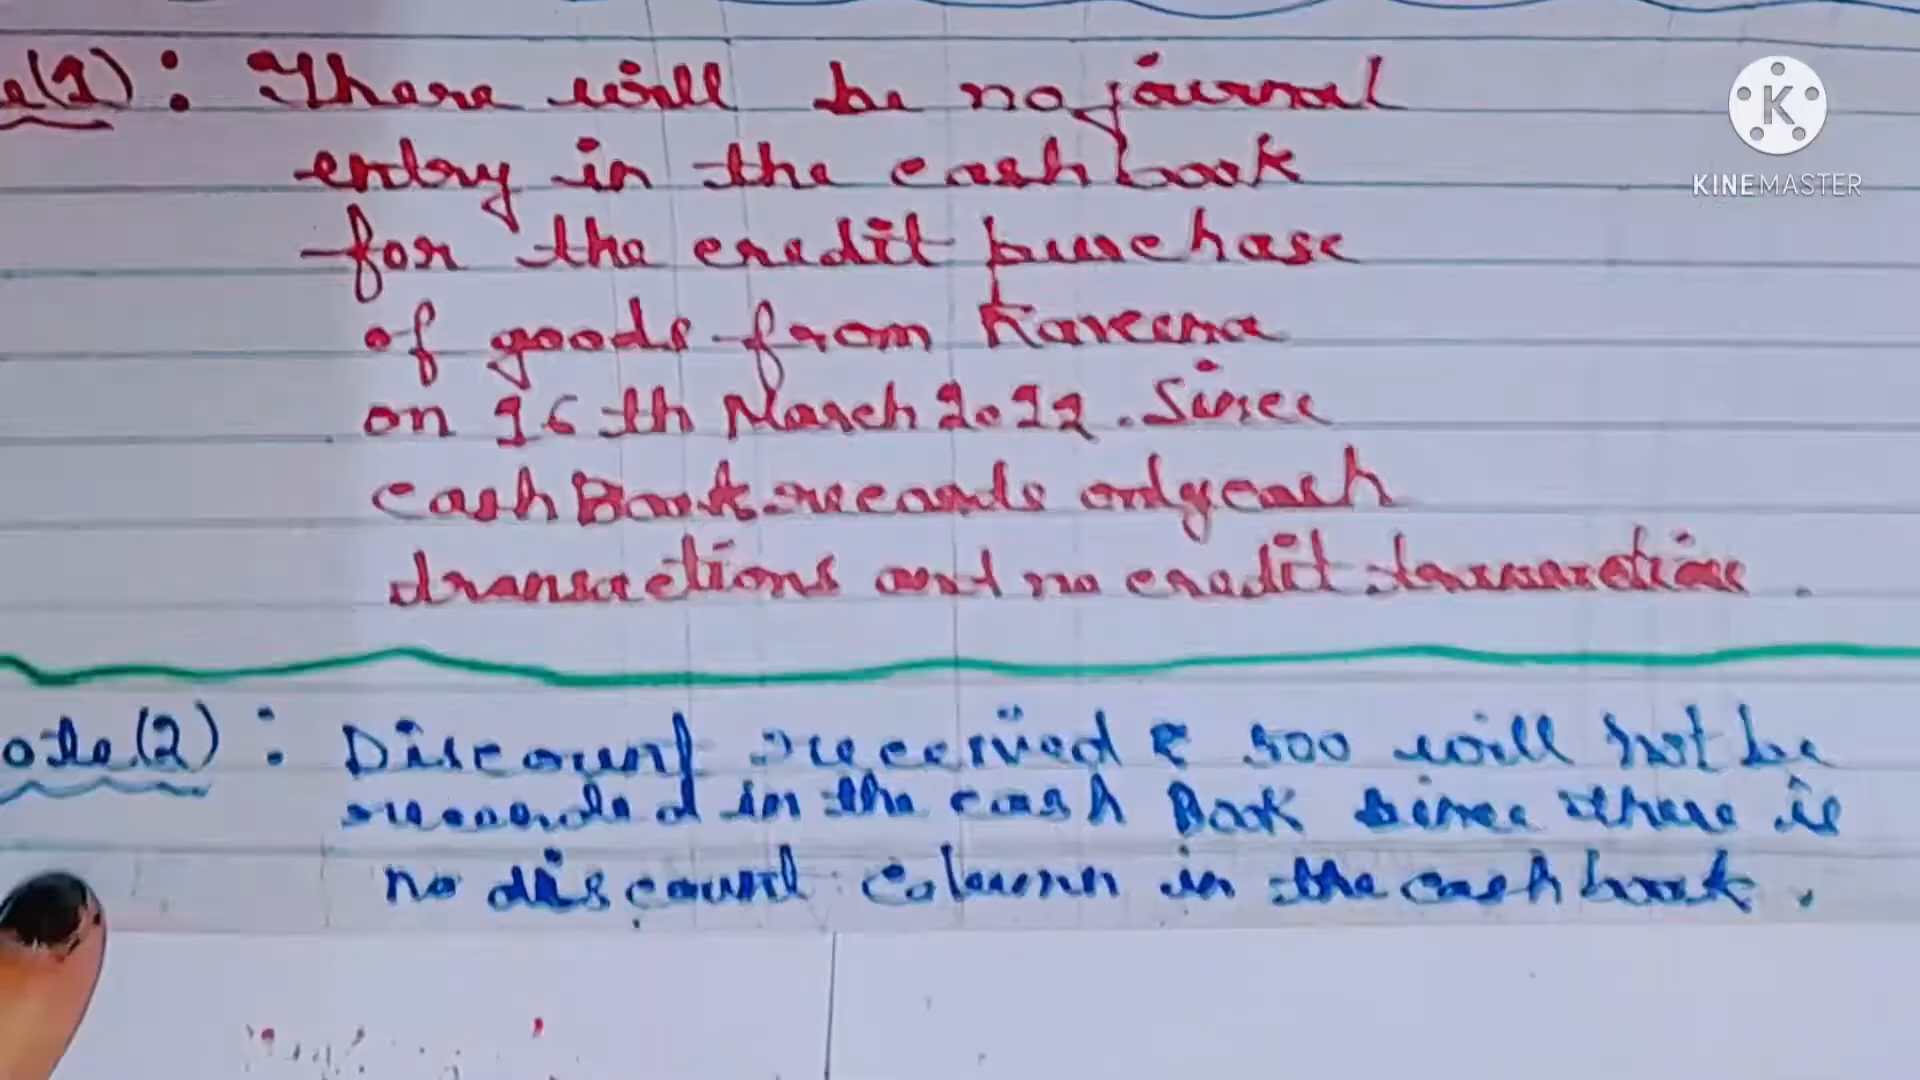 e(1) : There will be no journal
entry in the cash book
for the credit purchase
of goods from Kareena
on 16th March 2022. Since
cash Book records only cash
transactions and no credit transactions.
ote(2) : Discount received ₹ 500 will not be
recorded in the cash Book since there is
no discount column in the cash book.
KINEMASTER